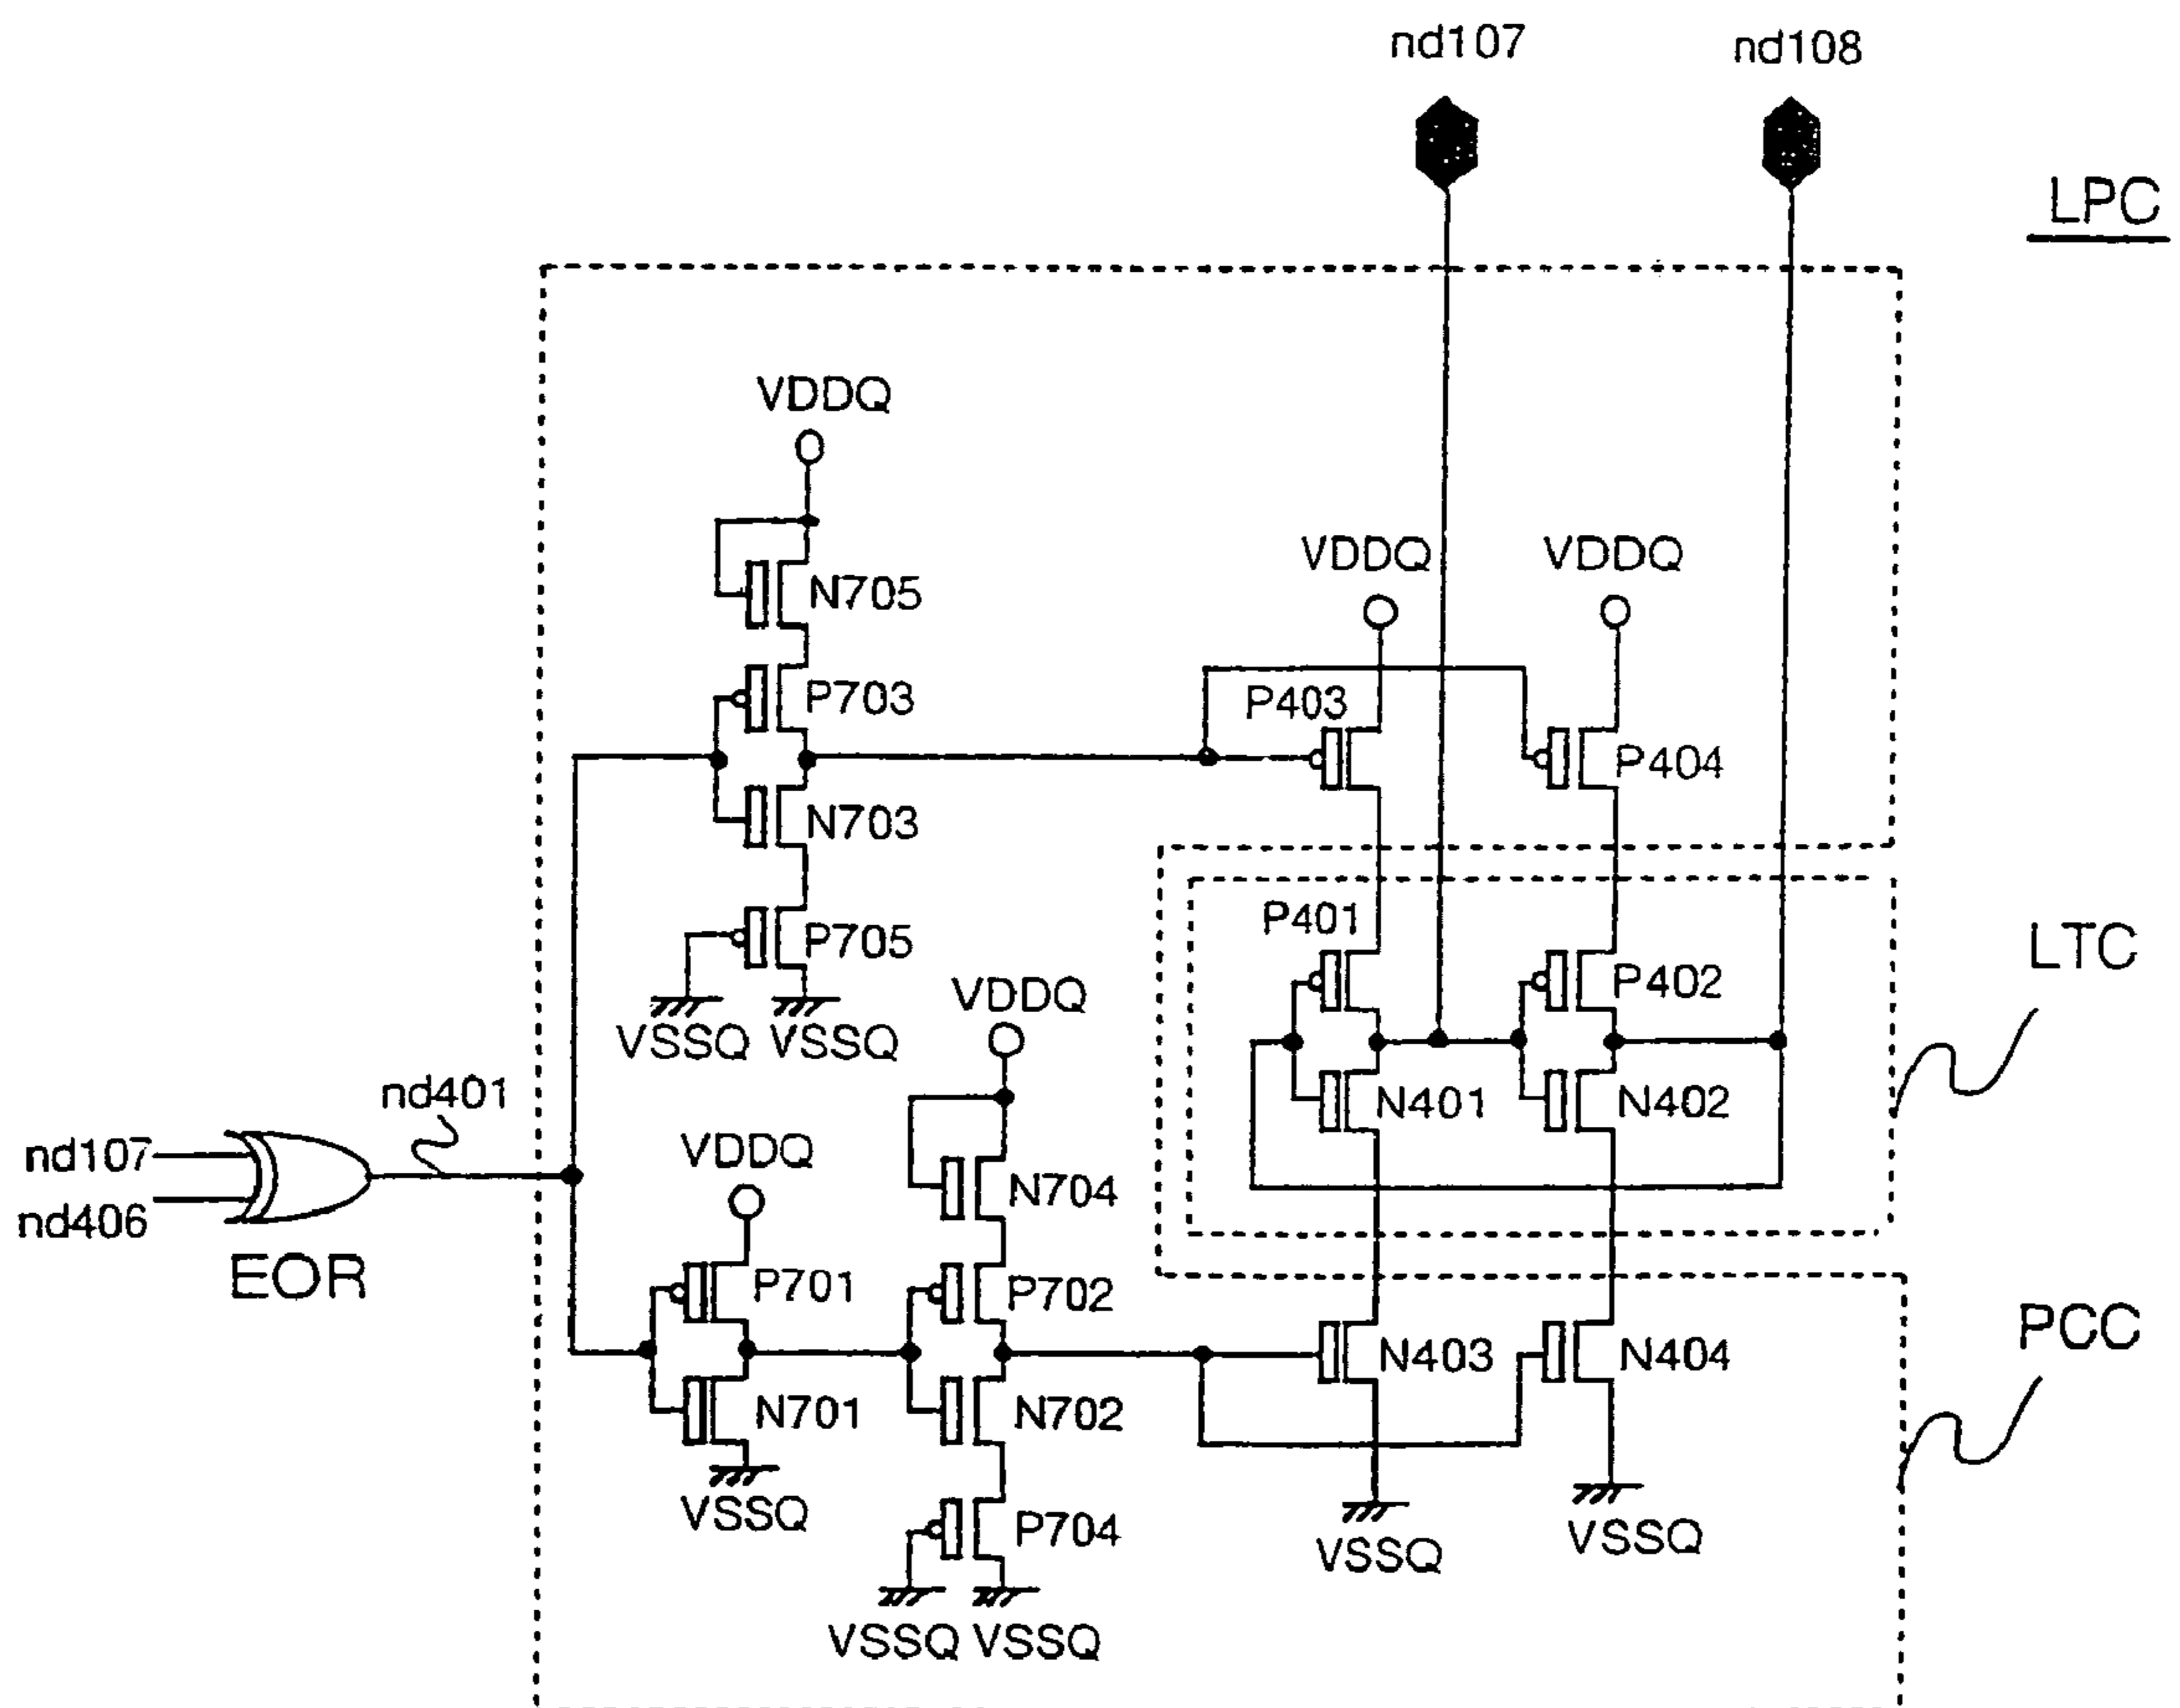 nd107
nd108
LPC
VDDQ
N705
VDDQ
VDDQ
P703
P403
P404
N703
P401
P705
LTC
VDDQ
P402
VSSQ
VSSQ
nd401
N401
N402
nd107
VDDQ
N704
nd406
EOR
P701
P702
PCC
N403
N404
N701
N702
VSSQ
P704
VSSQ
VSSQ
VSSQ
VSSQ